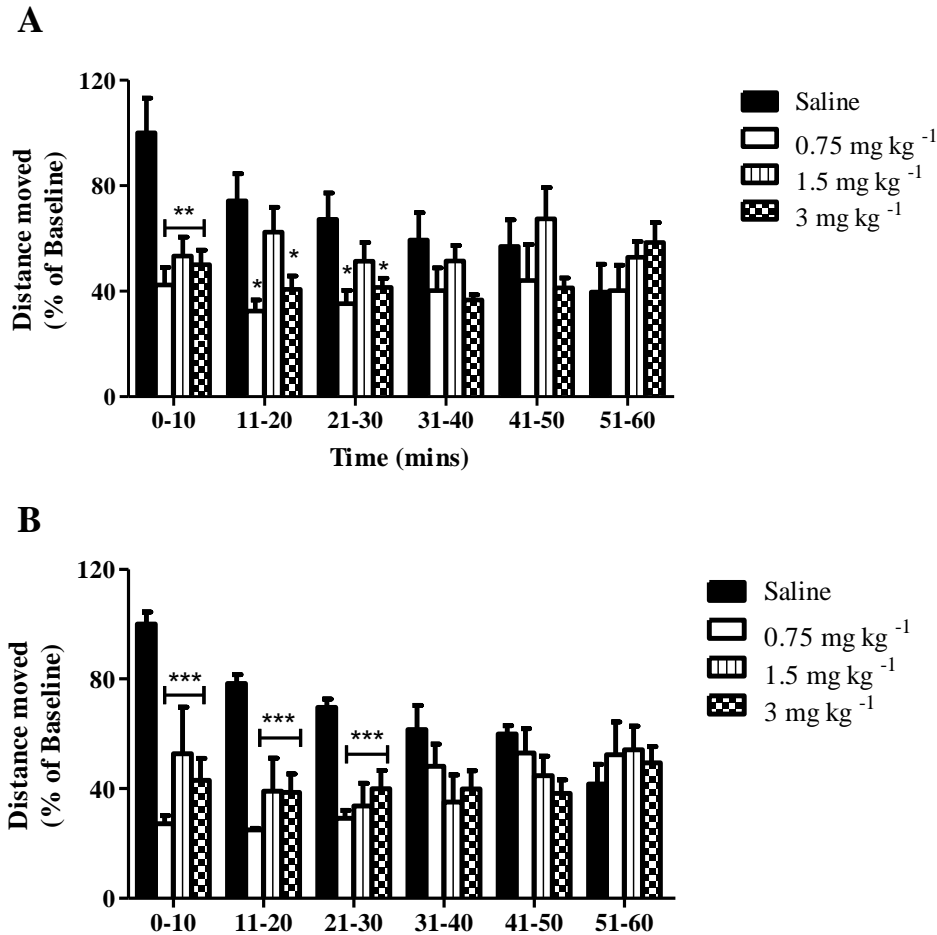 A
120
80
40
0
Distance moved
(% of Baseline)
**
*
*
*
*
0-10 11-20 21-30 31-40 41-50 51-60
Time (mins)
Saline
0.75 mg kg -1
1.5 mg kg -1
3 mg kg -1
B
120
80
40
0
Distance moved
(% of Baseline)
***
***
***
0-10 11-20 21-30 31-40 41-50 51-60
Saline
0.75 mg kg -1
1.5 mg kg -1
3 mg kg -1